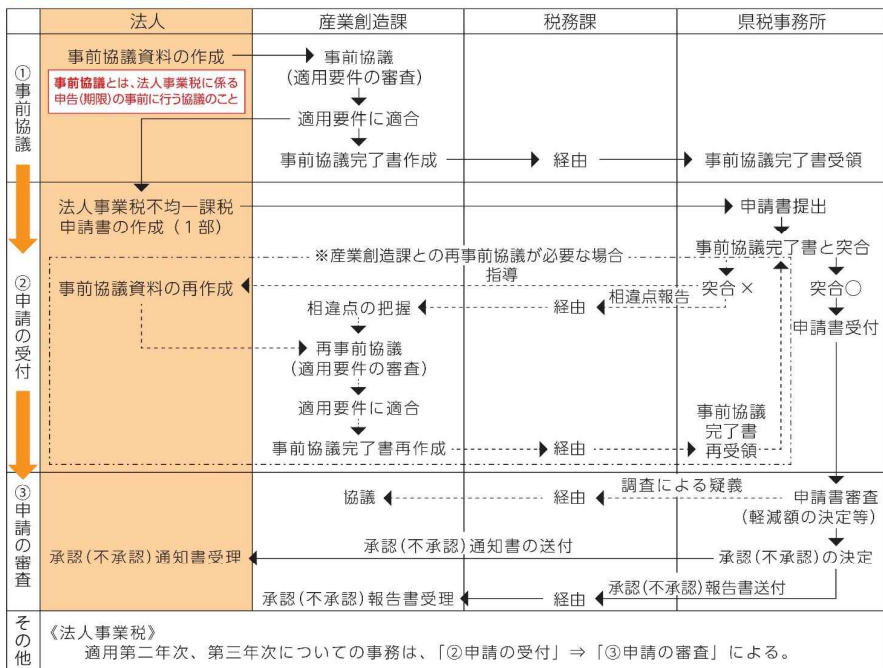 法人
産業創造課
税務課
県税事務所
①事前協議
事前協議資料の作成
事前協議
(適用要件の審査)
事前協議とは、法人事業税に係る
申告(期限)の事前に行う協議のこと
適用要件に適合
事前協議完了書作成
経由
事前協議完了書受領
②申請の受付
法人事業税不均一課税
申請書の作成(1部)
申請書提出
事前協議完了書と突合
※産業創造課との再事前協議が必要な場合
指導
事前協議資料の再作成
突合×
突合○
相違点の把握
経由
相違点報告
申請書受付
再事前協議
(適用要件の審査)
適用要件に適合
事前協議
完了書
再受領
事前協議完了書再作成
経由
③申請の審査
協議
経由
調査による疑義
申請書審査
(軽減額の決定等)
承認(不承認)通知書の送付
承認(不承認)通知書受理
承認(不承認)の決定
承認(不承認)報告書送付
承認(不承認)報告書受理
経由
その他
《法人事業税》
適用第二年次、第三年次についての事務は、「②申請の受付」⇒「③申請の審査」による。